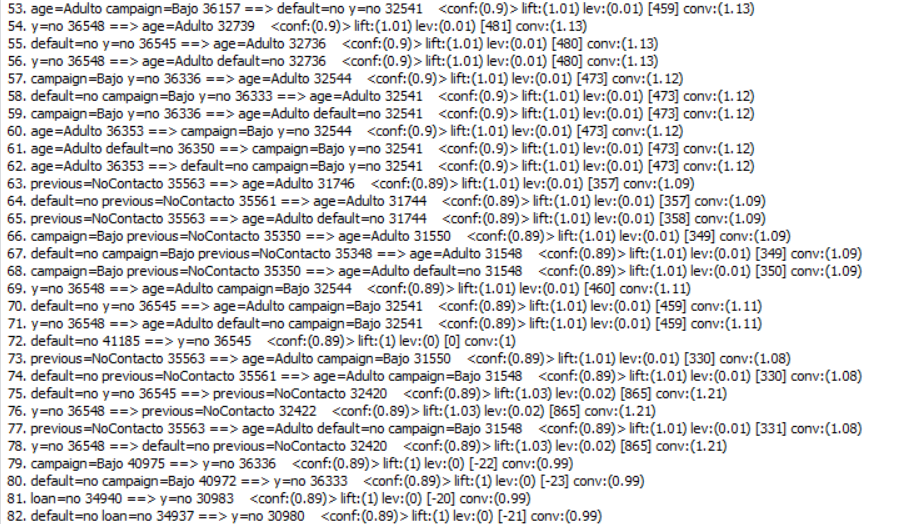 53. age=Adulto campaign=Bajo 36157 ==> default=no y=no 32541    <conf:(0.9)> lift:(1.01) lev:(0.01) [459] conv:(1.13)
54. y=no 36548 ==> age=Adulto 32739    <conf:(0.9)> lift:(1.01) lev:(0.01) [481] conv:(1.13)
55. default=no y=no 36545 ==> age=Adulto 32736    <conf:(0.9)> lift:(1.01) lev:(0.01) [480] conv:(1.13)
56. y=no 36548 ==> age=Adulto default=no 32736    <conf:(0.9)> lift:(1.01) lev:(0.01) [480] conv:(1.13)
57. campaign=Bajo y=no 36336 ==> age=Adulto 32544    <conf:(0.9)> lift:(1.01) lev:(0.01) [473] conv:(1.12)
58. default=no campaign=Bajo y=no 36333 ==> age=Adulto 32541    <conf:(0.9)> lift:(1.01) lev:(0.01) [473] conv:(1.12)
59. campaign=Bajo y=no 36336 ==> age=Adulto default=no 32541    <conf:(0.9)> lift:(1.01) lev:(0.01) [473] conv:(1.12)
60. age=Adulto 36353 ==> campaign=Bajo y=no 32544    <conf:(0.9)> lift:(1.01) lev:(0.01) [473] conv:(1.12)
61. age=Adulto default=no 36350 ==> campaign=Bajo y=no 32541    <conf:(0.9)> lift:(1.01) lev:(0.01) [473] conv:(1.12)
62. age=Adulto 36353 ==> default=no campaign=Bajo y=no 32541    <conf:(0.9)> lift:(1.01) lev:(0.01) [473] conv:(1.12)
63. previous=NoContacto 35563 ==> age=Adulto 31746    <conf:(0.89)> lift:(1.01) lev:(0.01) [357] conv:(1.09)
64. default=no previous=NoContacto 35561 ==> age=Adulto 31744    <conf:(0.89)> lift:(1.01) lev:(0.01) [357] conv:(1.09)
65. previous=NoContacto 35563 ==> age=Adulto default=no 31744    <conf:(0.89)> lift:(1.01) lev:(0.01) [358] conv:(1.09)
66. campaign=Bajo previous=NoContacto 35350 ==> age=Adulto 31550    <conf:(0.89)> lift:(1.01) lev:(0.01) [349] conv:(1.09)
67. default=no campaign=Bajo previous=NoContacto 35348 ==> age=Adulto 31548    <conf:(0.89)> lift:(1.01) lev:(0.01) [349] conv:(1.09)
68. campaign=Bajo previous=NoContacto 35350 ==> age=Adulto default=no 31548    <conf:(0.89)> lift:(1.01) lev:(0.01) [350] conv:(1.09)
69. y=no 36548 ==> age=Adulto campaign=Bajo 32544    <conf:(0.89)> lift:(1.01) lev:(0.01) [460] conv:(1.11)
70. default=no y=no 36545 ==> age=Adulto campaign=Bajo 32541    <conf:(0.89)> lift:(1.01) lev:(0.01) [459] conv:(1.11)
71. y=no 36548 ==> age=Adulto default=no campaign=Bajo 32541    <conf:(0.89)> lift:(1.01) lev:(0.01) [459] conv:(1.11)
72. default=no 41185 ==> y=no 36545    <conf:(0.89)> lift:(1) lev:(0) [0] conv:(1)
73. previous=NoContacto 35563 ==> age=Adulto campaign=Bajo 31550    <conf:(0.89)> lift:(1.01) lev:(0.01) [330] conv:(1.08)
74. default=no previous=NoContacto 35561 ==> age=Adulto campaign=Bajo 31548    <conf:(0.89)> lift:(1.01) lev:(0.01) [330] conv:(1.08)
75. default=no y=no 36545 ==> previous=NoContacto 32420    <conf:(0.89)> lift:(1.03) lev:(0.02) [865] conv:(1.21)
76. y=no 36548 ==> previous=NoContacto 32422    <conf:(0.89)> lift:(1.03) lev:(0.02) [865] conv:(1.21)
77. previous=NoContacto 35563 ==> age=Adulto default=no campaign=Bajo 31548    <conf:(0.89)> lift:(1.01) lev:(0.01) [331] conv:(1.08)
78. y=no 36548 ==> default=no previous=NoContacto 32420    <conf:(0.89)> lift:(1.03) lev:(0.02) [865] conv:(1.21)
79. campaign=Bajo 40975 ==> y=no 36336    <conf:(0.89)> lift:(1) lev:(0) [-22] conv:(0.99)
80. default=no campaign=Bajo 40972 ==> y=no 36333    <conf:(0.89)> lift:(1) lev:(0) [-23] conv:(0.99)
81. loan=no 34940 ==> y=no 30983    <conf:(0.89)> lift:(1) lev:(0) [-20] conv:(0.99)
82. default=no loan=no 34937 ==> y=no 30980    <conf:(0.89)> lift:(1) lev:(0) [-21] conv:(0.99)